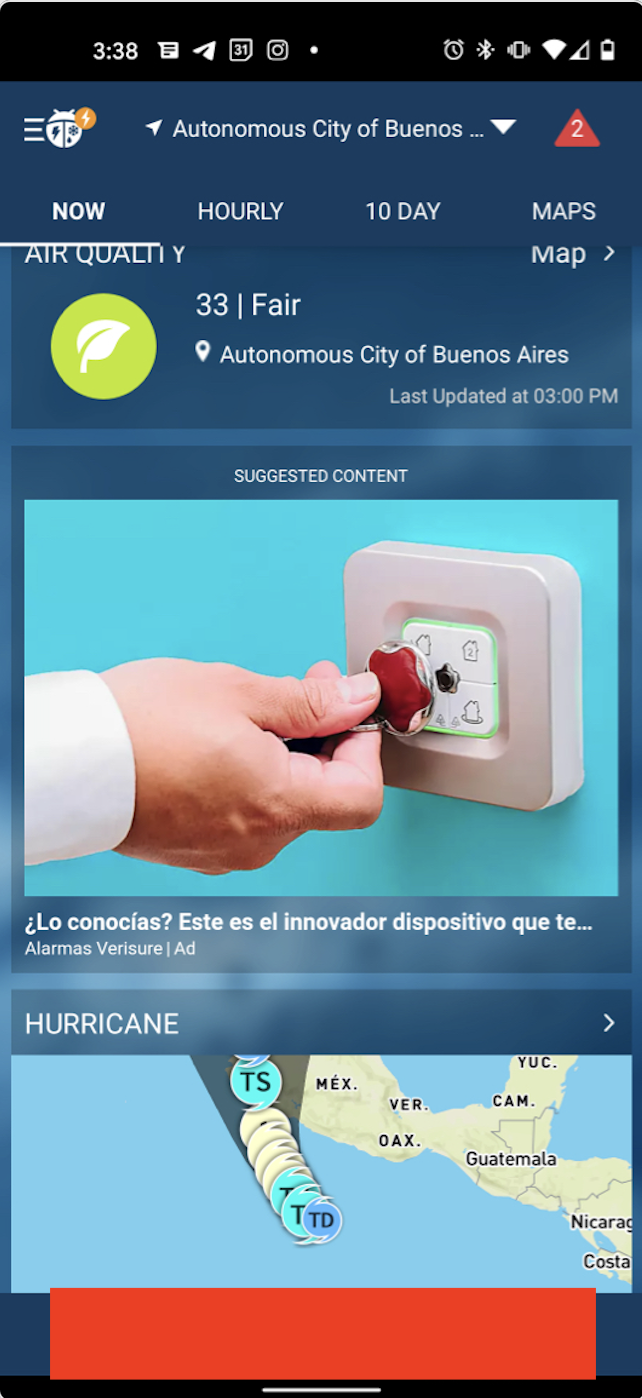 3:38
31
Autonomous City of Buenos ...
2
NOW HOURLY 10 DAY MAPS
AIR QUALITY Map
33 | Fair
Autonomous City of Buenos Aires
Last Updated at 03:00 PM
SUGGESTED CONTENT
2
¿Lo conocías? Este es el innovador dispositivo que te...
Alarmas Verisure | Ad
HURRICANE
YUC.
TS
MÉX.
VER.
CAM.
OAX.
Guatemala
T
T
TD
Nicarag
Costa